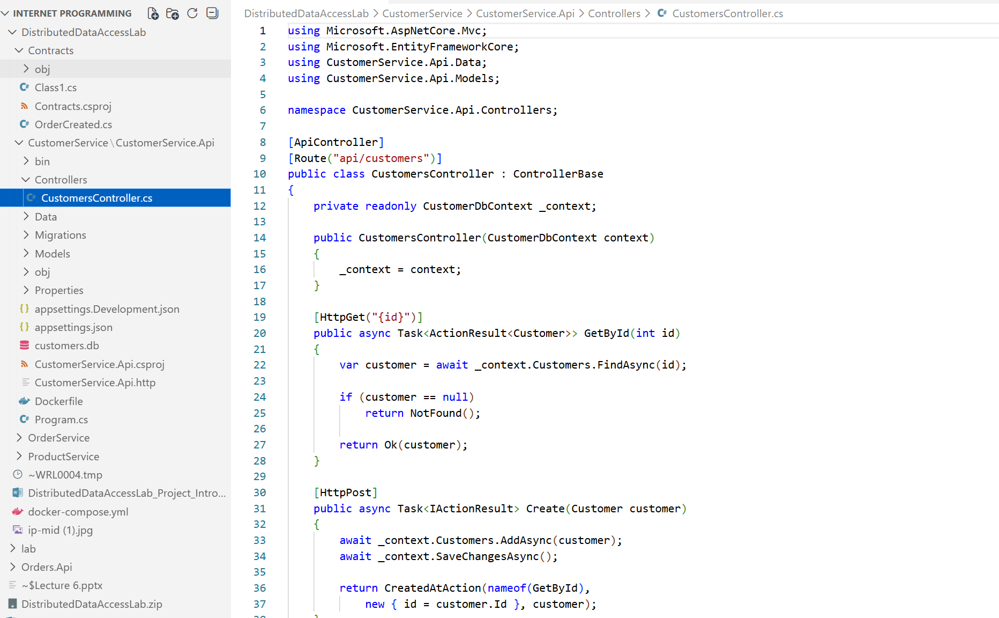 INTERNET PROGRAMMING
DistributedDataAccessLab
Contracts
obj
Class1.cs
Contracts.csproj
OrderCreated.cs
CustomerService\CustomerService.Api
bin
Controllers
CustomersController.cs
Data
Migrations
Models
obj
Properties
appsettings.Development.json
appsettings.json
customers.db
CustomerService.Api.csproj
CustomerService.Api.http
Dockerfile
Program.cs
OrderService
ProductService
~WRL0004.tmp
DistributedDataAccessLab_Project_Intro...
docker-compose.yml
ip-mid (1).jpg
lab
Orders.Api
~$Lecture 6.pptx
DistributedDataAccessLab.zip
DistributedDataAccessLab > CustomerService > CustomerService.Api > Controllers > CustomersController.cs
1 using Microsoft.AspNetCore.Mvc;
2 using Microsoft.EntityFrameworkCore;
3 using CustomerService.Api.Data;
4 using CustomerService.Api.Models;
5
6 namespace CustomerService.Api.Controllers;
7
8 [ApiController]
9 [Route("api/customers")]
10 public class CustomersController : ControllerBase
11 {
12 private readonly CustomerDbContext _context;
13
14 public CustomersController(CustomerDbContext context)
15 {
16 _context = context;
17 }
18
19 [HttpGet("{id}")]
20 public async Task<ActionResult<Customer>> GetById(int id)
21 {
22 var customer = await _context.Customers.FindAsync(id);
23
24 if (customer == null)
25 return NotFound();
26
27 return Ok(customer);
28 }
29
30 [HttpPost]
31 public async Task<IActionResult> Create(Customer customer)
32 {
33 await _context.Customers.AddAsync(customer);
34 await _context.SaveChangesAsync();
35
36 return CreatedAtAction(nameof(GetById),
37 new { id = customer.Id }, customer);